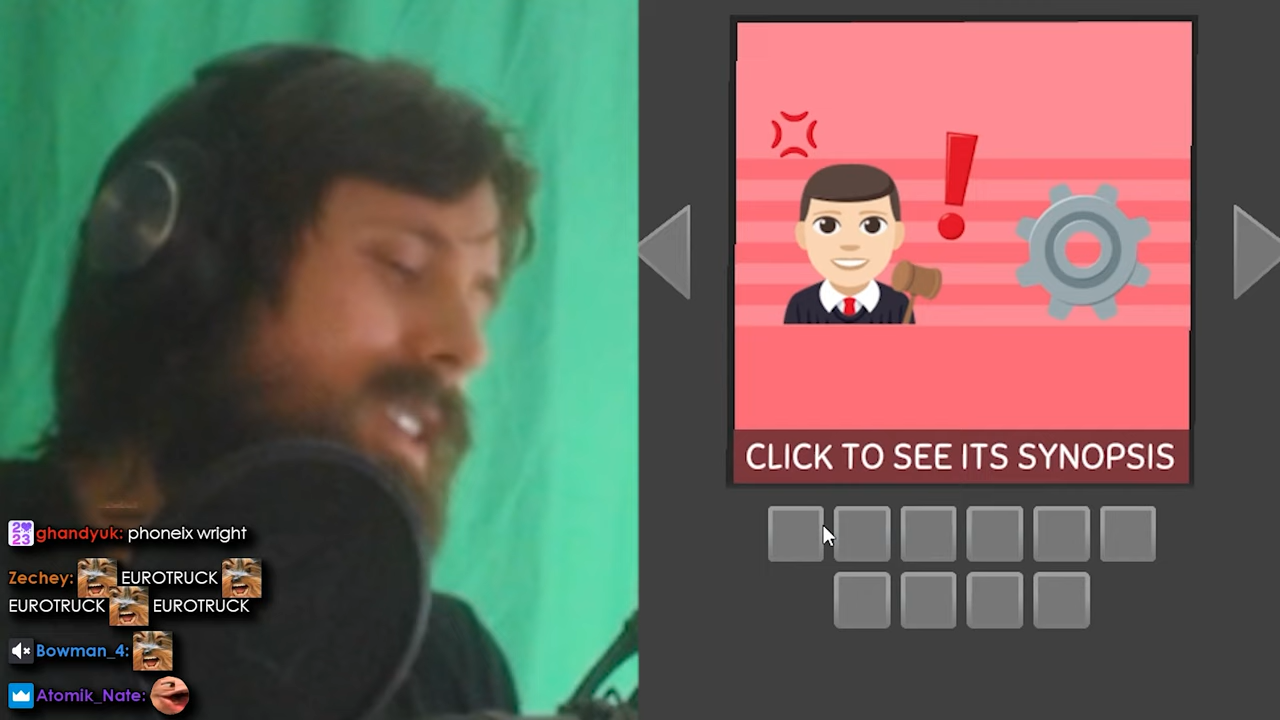 CLICK TO SEE ITS SYNOPSIS
ghandyuk: phoneix wright
Zechey: EUROTRUCK
EUROTRUCK EUROTRUCK
Bowman_4:
Atomik_Nate: